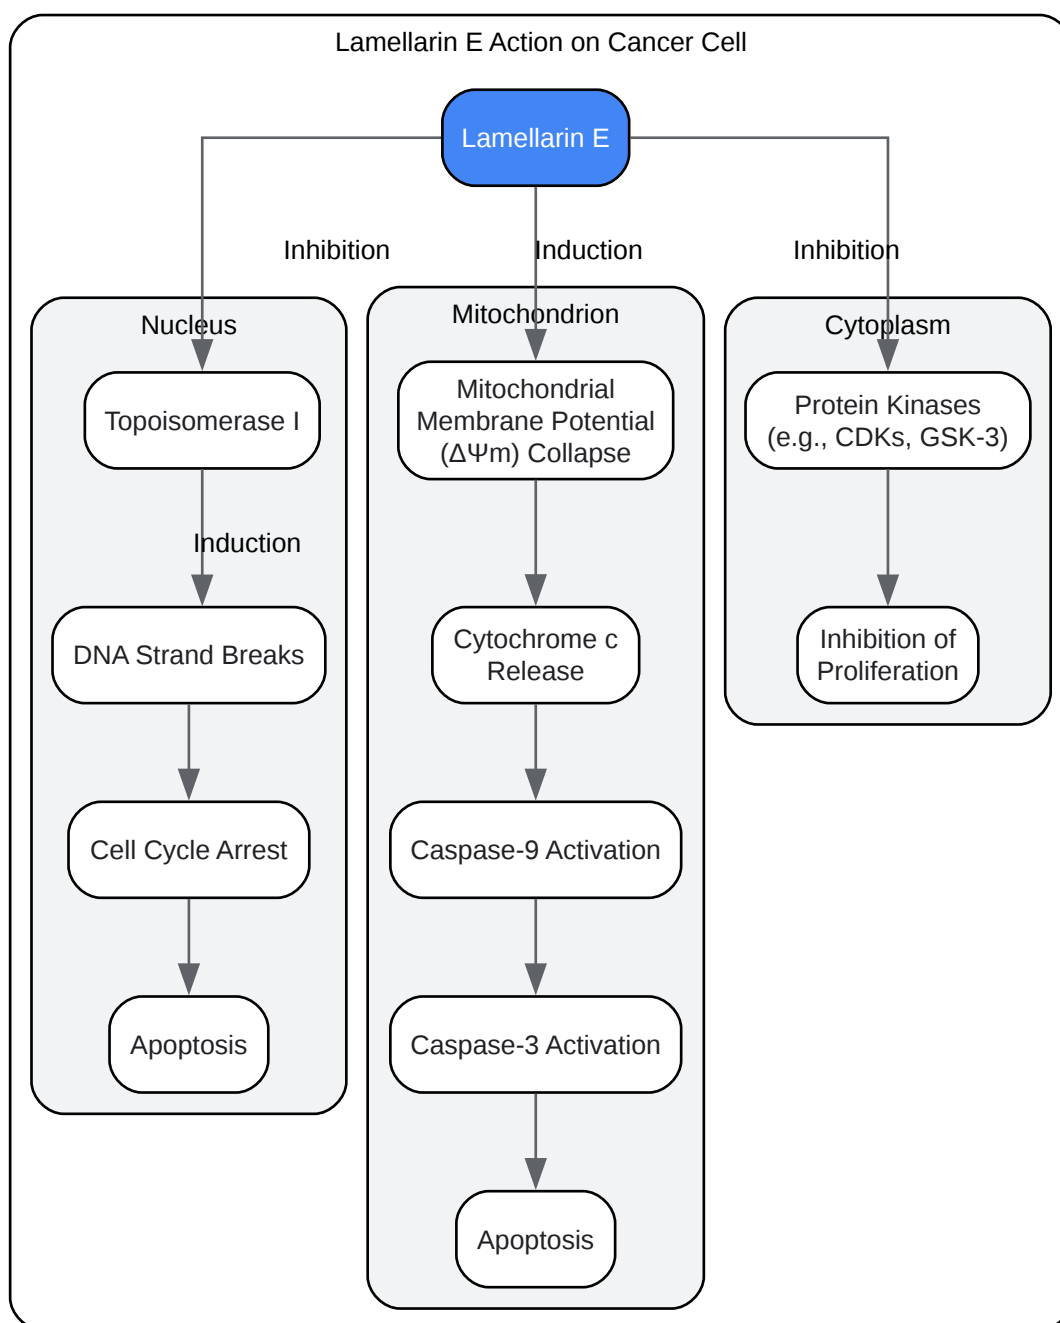 Lamellarin E Action on Cancer Cell
Lamellarin E
Inhibition
Induction
Inhibition
Nucleus
Topoisomerase I
Induction
DNA Strand Breaks
Cell Cycle Arrest
Apoptosis
Mitochondrion
Mitochondrial
Membrane Potential
(ΔΨm) Collapse
Cytochrome c
Release
Caspase-9 Activation
Caspase-3 Activation
Apoptosis
Cytoplasm
Protein Kinases
(e.g., CDKs, GSK-3)
Inhibition of
Proliferation